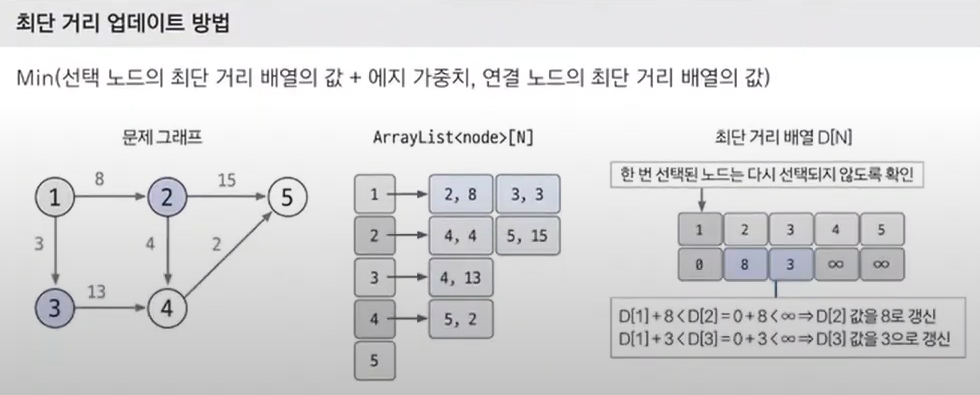 최단 거리 업데이트 방법
Min(선택 노드의 최단 거리 배열의 값 + 에지 가중치, 연결 노드의 최단 거리 배열의 값)
문제 그래프
1 8 2 15 5
3 4 2
3 13 4
ArrayList<node>[N]
1 2, 8 3, 3
2 4, 4 5, 15
3 4, 13
4 5, 2
5
최단 거리 배열 D[N]
한 번 선택된 노드는 다시 선택되지 않도록 확인
1 2 3 4 5
0 8 3 ∞ ∞
D[1]+8<D[2]=0+8<∞⇒D[2] 값을 8로 갱신
D[1]+3<D[3]=0+3<∞⇒D[3] 값을 3으로 갱신